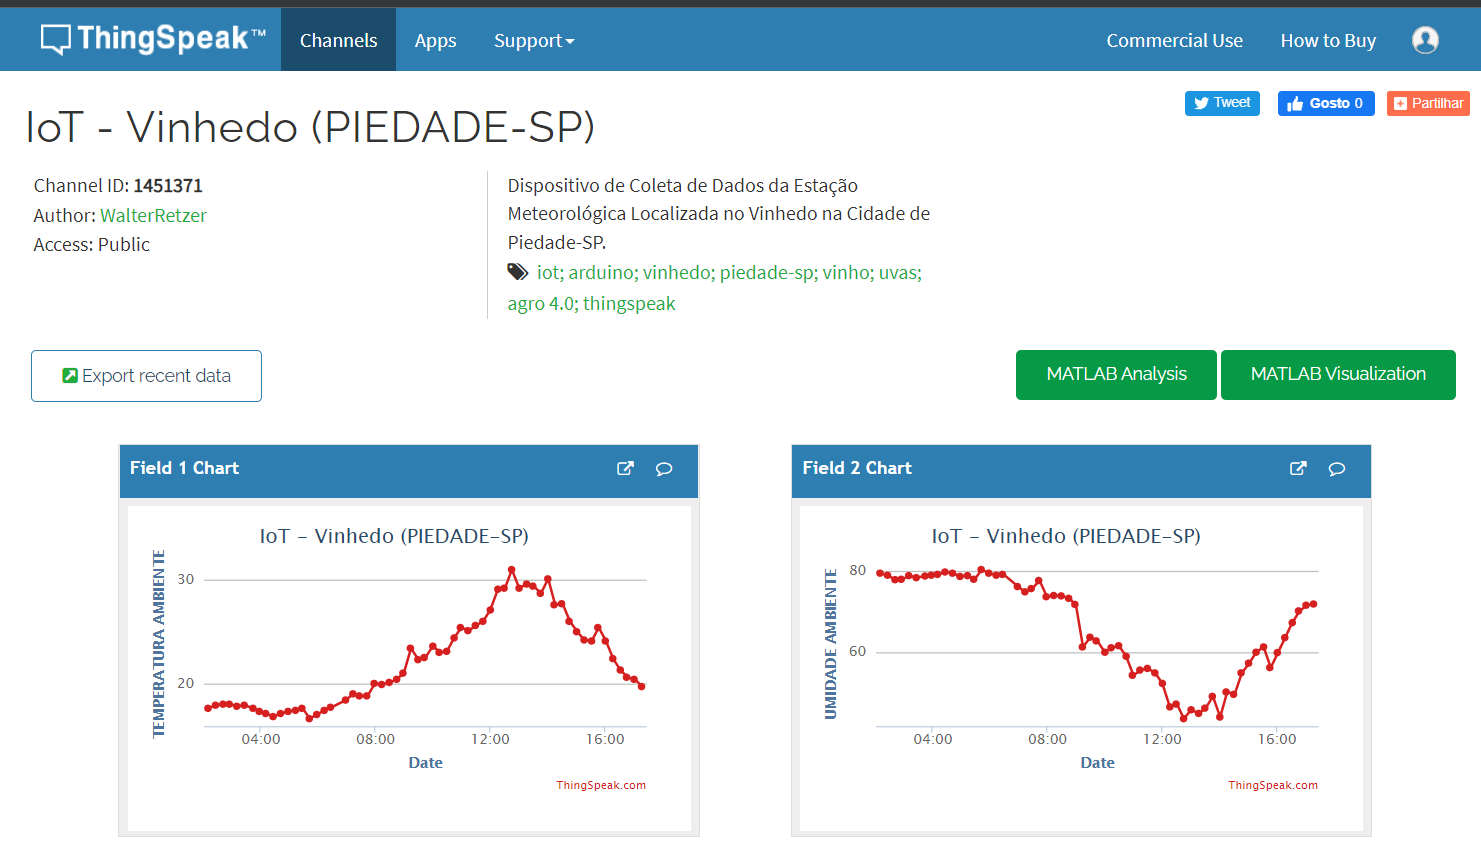 ThingSpeak™
Channels Apps Support Commercial Use How to Buy
Tweet Gosto 0 Partilhar
IoT - Vinhedo (PIEDADE-SP)
Channel ID: 1451371
Author: WalterRetzer
Access: Public
Dispositivo de Coleta de Dados da Estação
Meteorológica Localizada no Vinhedo na Cidade de
Piedade-SP.
iot; arduino; vinhedo; piedade-sp; vinho; uvas;
agro 4.0; thingspeak
Export recent data
MATLAB Analysis MATLAB Visualization
Field 1 Chart
IoT - Vinhedo (PIEDADE-SP)
TEMPERATURA AMBIENTE
30
20
04:00 08:00 12:00 16:00
Date
ThingSpeak.com
Field 2 Chart
IoT - Vinhedo (PIEDADE-SP)
UMIDADE AMBIENTE
80
60
04:00 08:00 12:00 16:00
Date
ThingSpeak.com